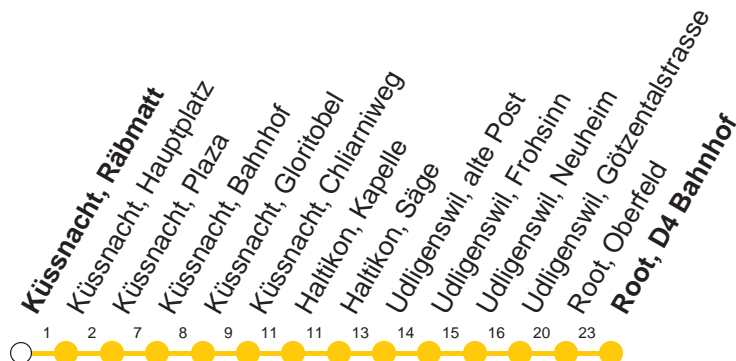 Küssnacht, Räbmatt
Küssnacht, Hauptplatz
Küssnacht, Plaza
Küssnacht, Bahnhof
Küssnacht, Gloritobel
Küssnacht, Chliarniweg
Haltikon, Kapelle
Haltikon, Säge
Udligenswil, alte Post
Udligenswil, Frohsinn
Udligenswil, Neuheim
Udligenswil, Götzentalstrasse
Root, Oberfeld
Root, D4 Bahnhof
1 2 7 8 9 11 11 13 14 15 16 20 23